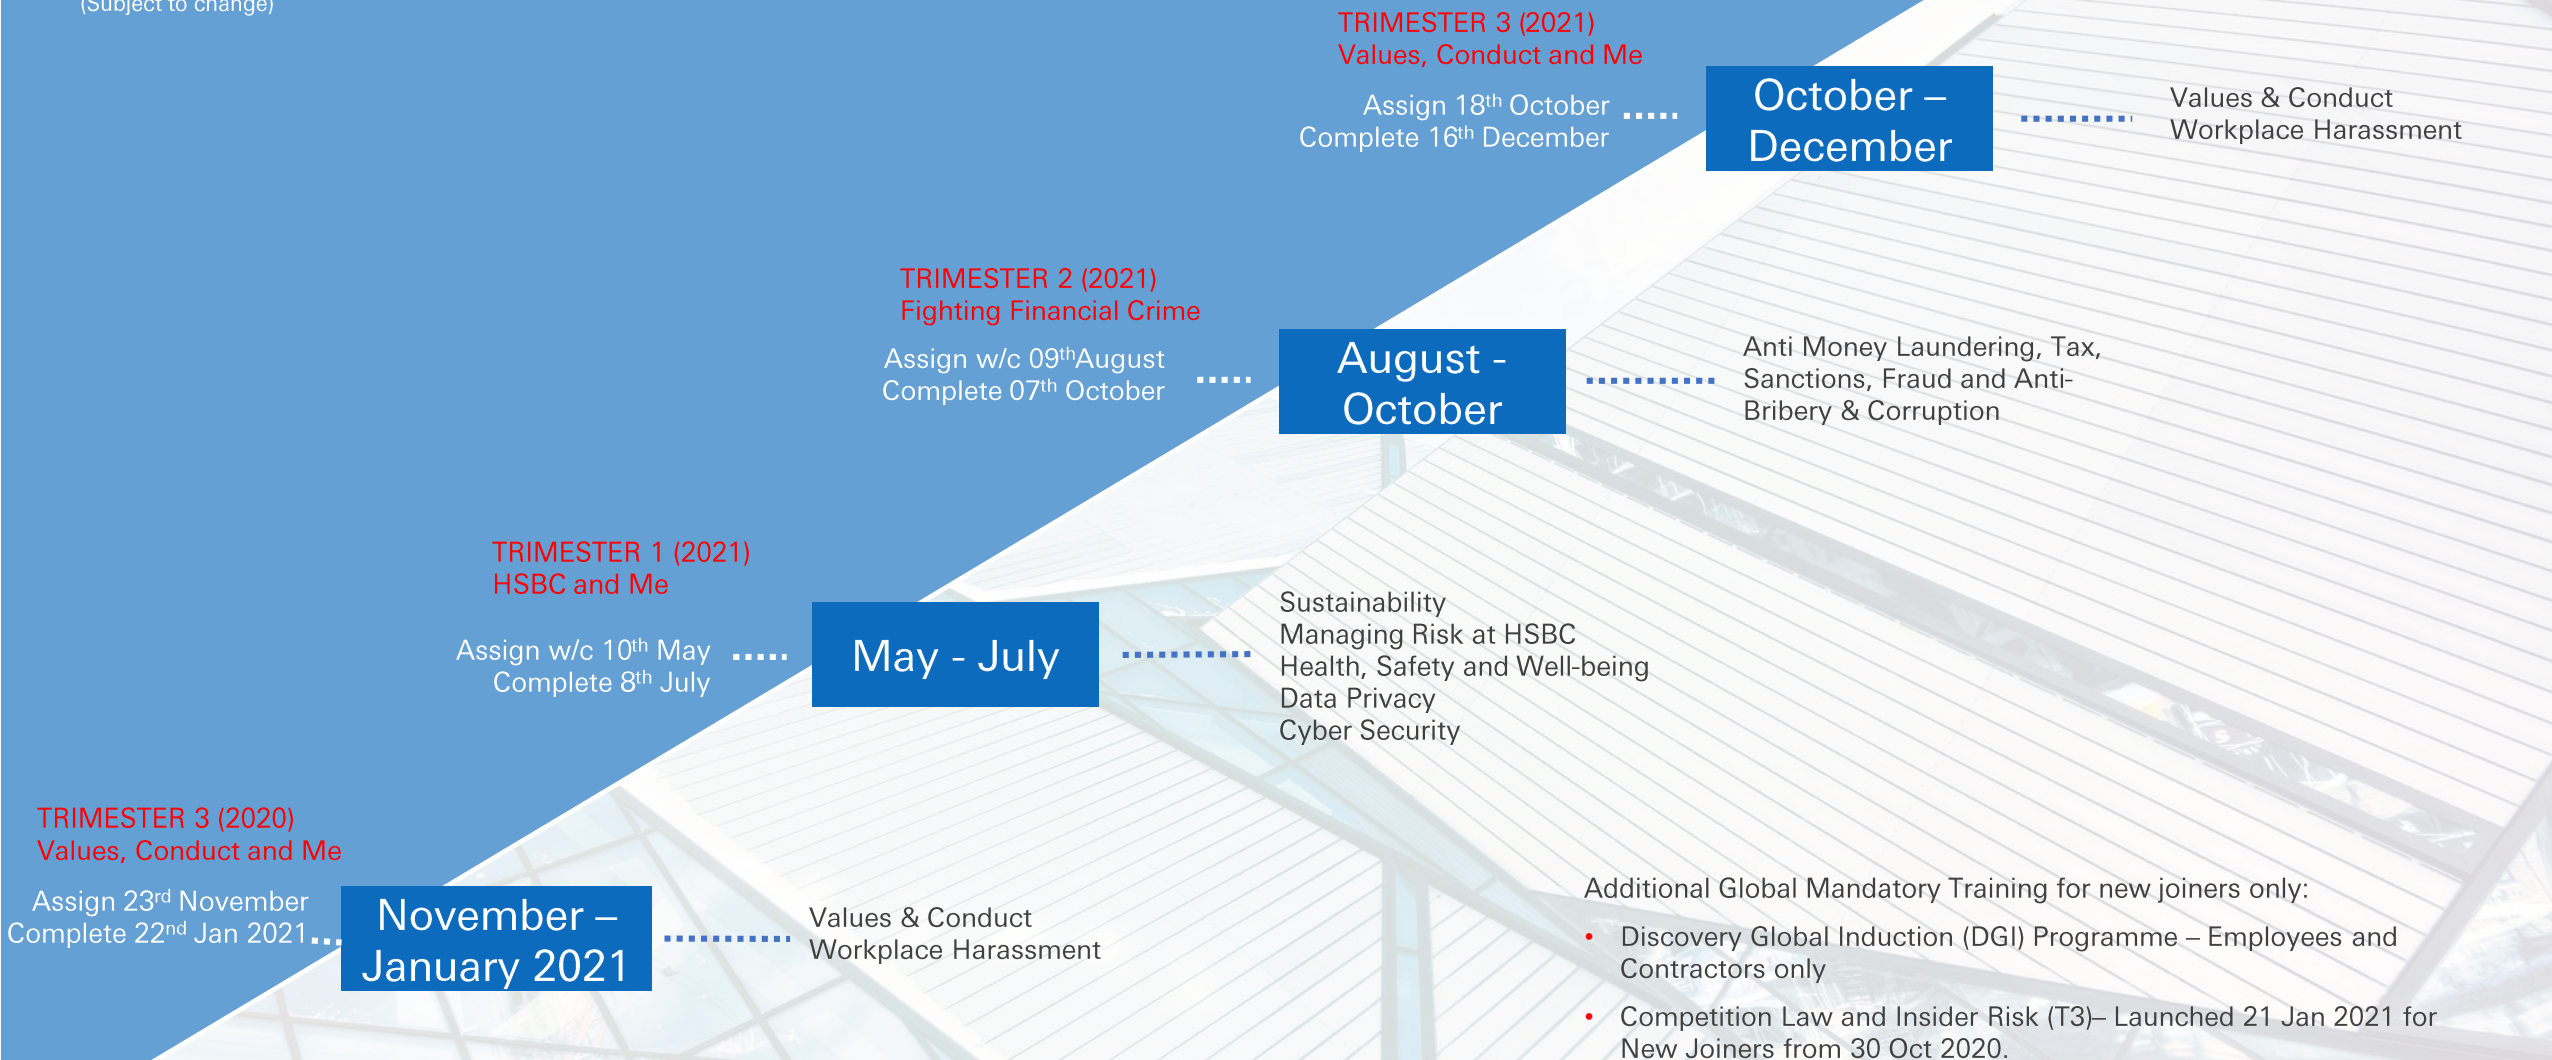 (Subject to change)
TRIMESTER 3 (2021)
Values, Conduct and Me
Assign 18th October
Complete 16th December
October –
December
Values & Conduct
Workplace Harassment
TRIMESTER 2 (2021)
Fighting Financial Crime
Assign w/c 09thAugust
Complete 07th October
August -
October
Anti Money Laundering, Tax,
Sanctions, Fraud and Anti-
Bribery & Corruption
TRIMESTER 1 (2021)
HSBC and Me
Assign w/c 10th May
Complete 8th July
May - July
Sustainability
Managing Risk at HSBC
Health, Safety and Well-being
Data Privacy
Cyber Security
TRIMESTER 3 (2020)
Values, Conduct and Me
Assign 23rd November
Complete 22nd Jan 2021
November –
January 2021
Values & Conduct
Workplace Harassment
Additional Global Mandatory Training for new joiners only:
• Discovery Global Induction (DGI) Programme – Employees and
Contractors only
• Competition Law and Insider Risk (T3)– Launched 21 Jan 2021 for
New Joiners from 30 Oct 2020.